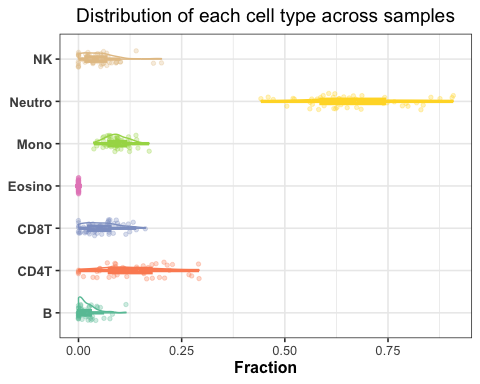 Distribution of each cell type across samples
NK
Neutro
Mono
Eosino
CD8T
CD4T
B
0.00 0.25 0.50 0.75
Fraction